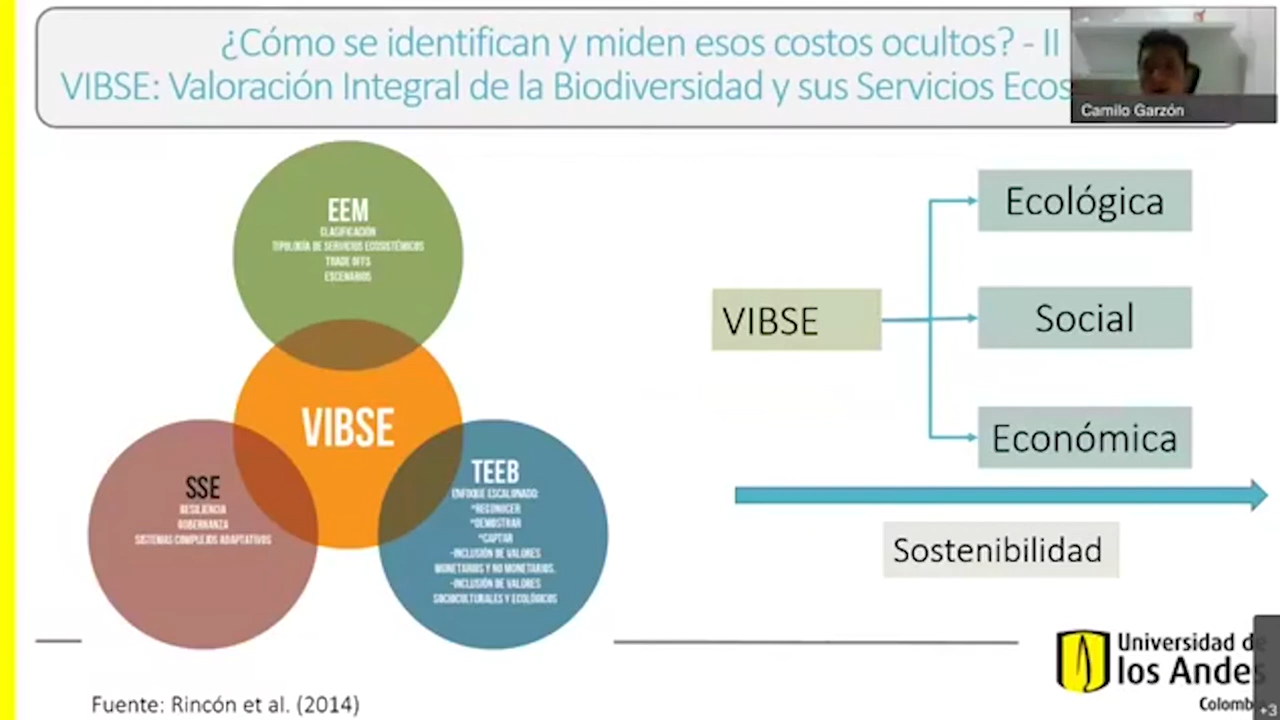 ¿Cómo se identifican y miden esos costos ocultos? - II
VIBSE: Valoración Integral de la Biodiversidad y sus Servicios Ecos
Camilo Garzón
EEM
CLASIFICACIÓN
TIPOLOGÍA DE SERVICIOS ECOSISTÉMICOS
TRADE OFFS
ESCENARIOS
VIBSE
SSE
RESILIENCIA
GOBERNANZA
SISTEMAS COMPLEJOS ADAPTATIVOS
TEEB
ENFOQUE ESCALONADO:
*RECONOCER
*DEMOSTRAR
*CAPTAR
-INCLUSIÓN DE VALORES
MONETARIOS Y NO MONETARIOS.
-INCLUSIÓN DE VALORES
SOCIOCULTURALES Y ECOLÓGICOS
VIBSE
Ecológica
Social
Económica
Sostenibilidad
Fuente: Rincón et al. (2014)
Universidad de
los Andes
Colomb
+3